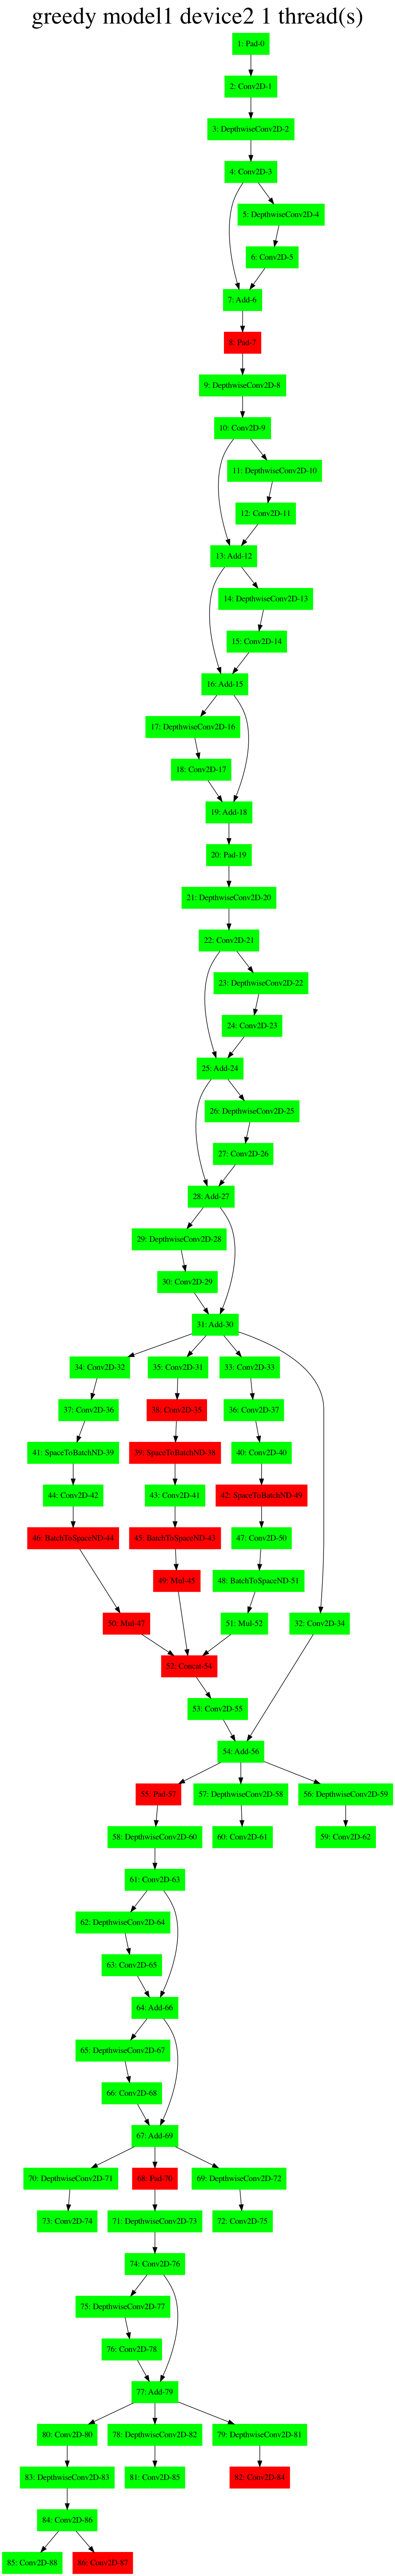 greedy model1 device2 1 thread(s)
1: Pad-0
2: Conv2D-1
3: DepthwiseConv2D-2
4: Conv2D-3
5: DepthwiseConv2D-4
6: Conv2D-5
7: Add-6
8: Pad-7
9: DepthwiseConv2D-8
10: Conv2D-9
11: DepthwiseConv2D-10
12: Conv2D-11
13: Add-12
14: DepthwiseConv2D-13
15: Conv2D-14
16: Add-15
17: DepthwiseConv2D-16
18: Conv2D-17
19: Add-18
20: Pad-19
21: DepthwiseConv2D-20
22: Conv2D-21
23: DepthwiseConv2D-22
24: Conv2D-23
25: Add-24
26: DepthwiseConv2D-25
27: Conv2D-26
28: Add-27
29: DepthwiseConv2D-28
30: Conv2D-29
31: Add-30
34: Conv2D-32
35: Conv2D-31
33: Conv2D-33
37: Conv2D-36
38: Conv2D-35
36: Conv2D-37
41: SpaceToBatchND-39
39: SpaceToBatchND-38
40: Conv2D-40
44: Conv2D-42
43: Conv2D-41
42: SpaceToBatchND-49
46: BatchToSpaceND-44
45: BatchToSpaceND-43
47: Conv2D-50
49: Mul-45
48: BatchToSpaceND-51
50: Mul-47
51: Mul-52
32: Conv2D-34
52: Concat-54
53: Conv2D-55
54: Add-56
55: Pad-57
57: DepthwiseConv2D-58
56: DepthwiseConv2D-59
58: DepthwiseConv2D-60
60: Conv2D-61
59: Conv2D-62
61: Conv2D-63
62: DepthwiseConv2D-64
63: Conv2D-65
64: Add-66
65: DepthwiseConv2D-67
66: Conv2D-68
67: Add-69
70: DepthwiseConv2D-71
68: Pad-70
69: DepthwiseConv2D-72
73: Conv2D-74
71: DepthwiseConv2D-73
72: Conv2D-75
74: Conv2D-76
75: DepthwiseConv2D-77
76: Conv2D-78
77: Add-79
80: Conv2D-80
78: DepthwiseConv2D-82
79: DepthwiseConv2D-81
83: DepthwiseConv2D-83
81: Conv2D-85
82: Conv2D-84
84: Conv2D-86
85: Conv2D-88
86: Conv2D-87